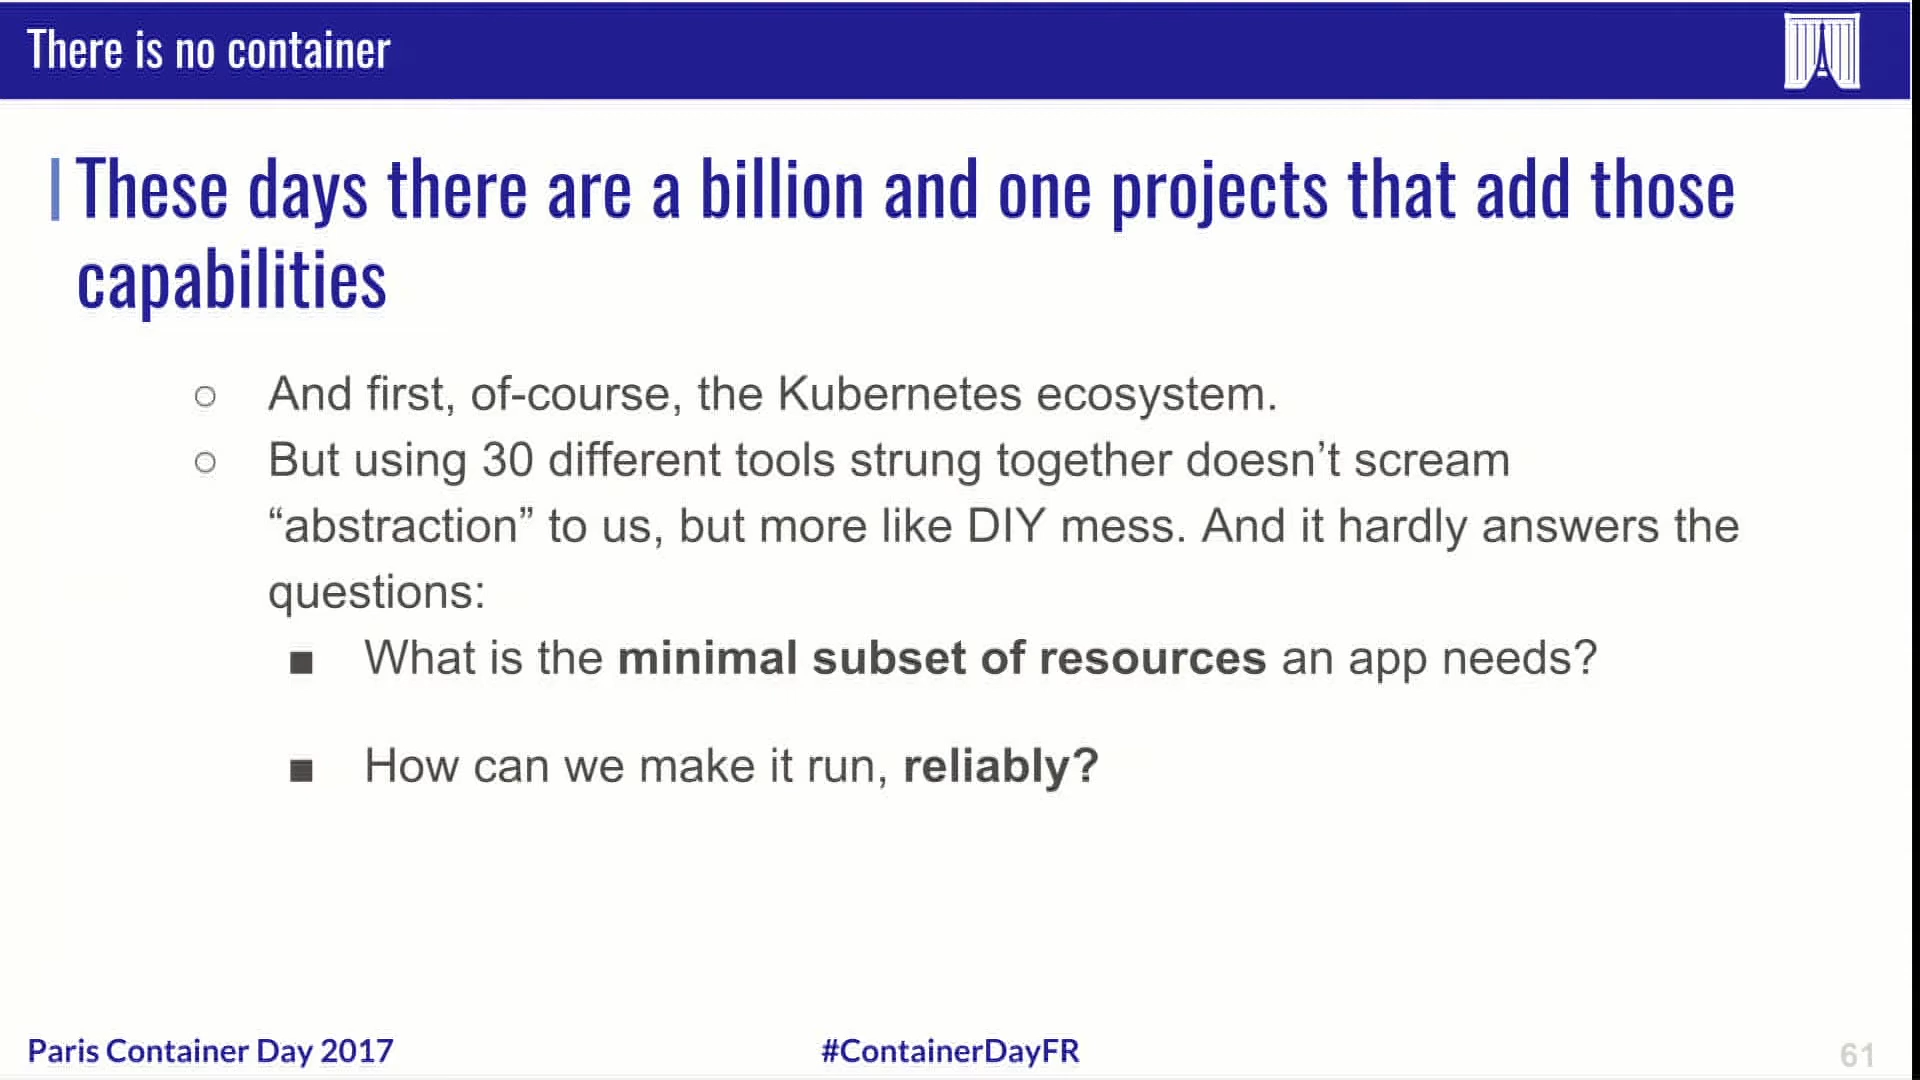 There is no container
These days there are a billion and one projects that add those
capabilities
○ And first, of-course, the Kubernetes ecosystem.
○ But using 30 different tools strung together doesn’t scream
“abstraction” to us, but more like DIY mess. And it hardly answers the
questions:
■ What is the minimal subset of resources an app needs?
■ How can we make it run, reliably?
Paris Container Day 2017
#ContainerDayFR
61